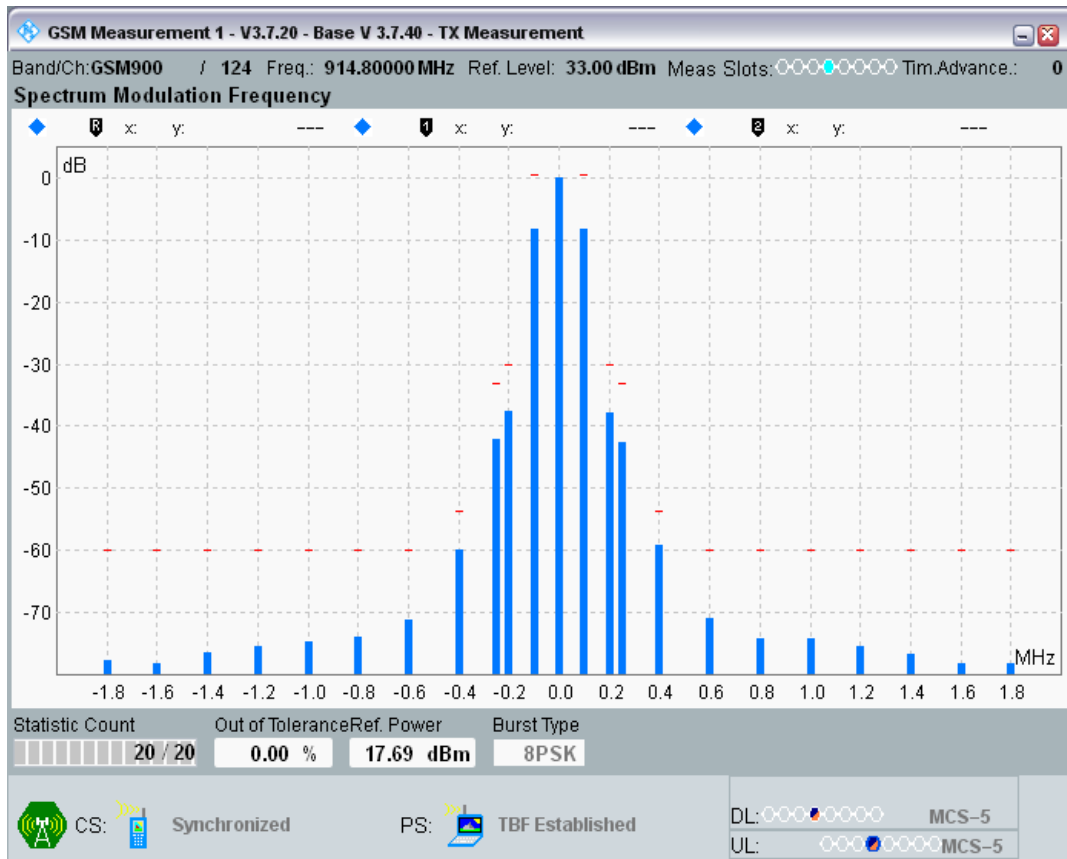 GSM Measurement 1 - V3.7.20 - Base V 3.7.40 - TX Measurement
Band/Ch:GSM900 / 124 Freq.: 914.80000 MHz Ref. Level: 33.00 dBm Meas Slots: Tim.Advance.: 0
Spectrum Modulation Frequency
R x: y: --- 1 x: y: --- 2 x: y: ---
dB
0
-10
-20
-30
-40
-50
-60
-70
MHz
-1.8 -1.6 -1.4 -1.2 -1.0 -0.8 -0.6 -0.4 -0.2 0.0 0.2 0.4 0.6 0.8 1.0 1.2 1.4 1.6 1.8
Statistic Count Out of Tolerance Ref. Power Burst Type
20 / 20 0.00 % 17.69 dBm 8PSK
CS: Synchronized PS: TBF Established DL: MCS-5
UL: MCS-5